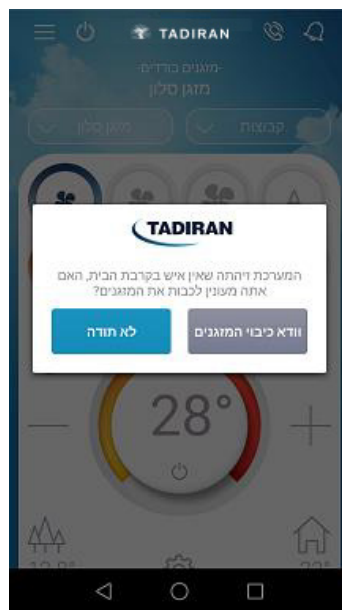 TADIRAN
-מזגנים בודדים-
מזגן סלון
קבוצות
מזגן סלון
TADIRAN
המערכת זיהתה שאין איש בקרבת הבית, האם
אתה מעונין לכבות את המזגנים?
וודא כיבוי המזגנים
לא תודה
28°